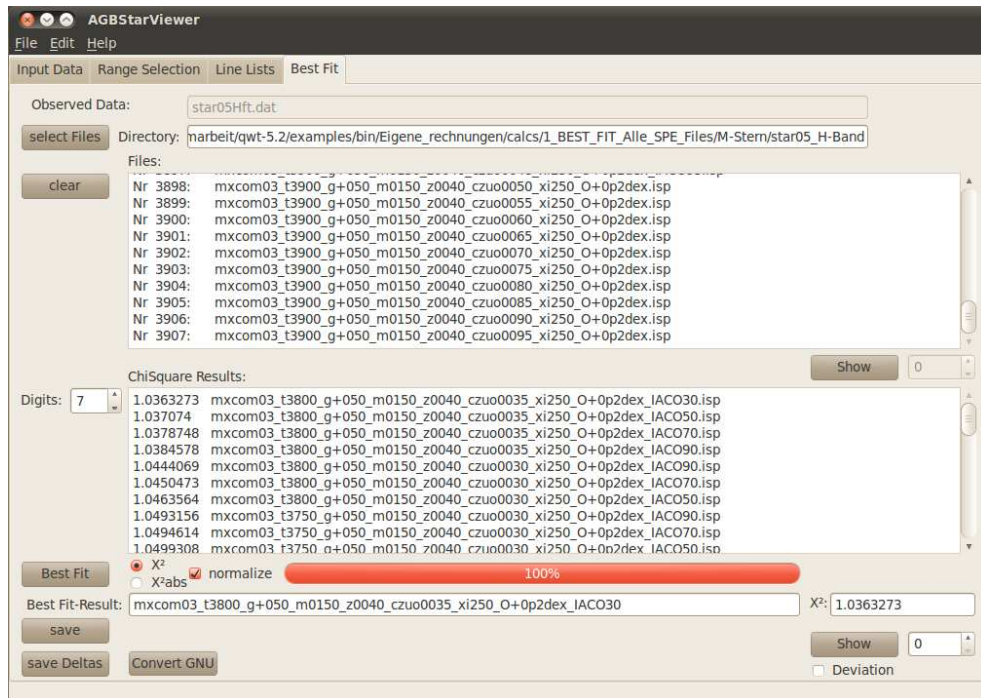 AGBStarViewer
File Edit Help
Input Data Range Selection Line Lists Best Fit
Observed Data: star05Hft.dat
select Files Directory: marbeit/qwt-5.2/examples/bin/Eigene_rechnungen/calcs/1_BEST_FIT_Alle_SPE_Files/M-Stern/star05_H-Band
Files:
clear
Nr 3898: mxcom03_t3900_g+050_m0150_z0040_czuo0050_xi250_O+0p2dex.isp
Nr 3899: mxcom03_t3900_g+050_m0150_z0040_czuo0055_xi250_O+0p2dex.isp
Nr 3900: mxcom03_t3900_g+050_m0150_z0040_czuo0060_xi250_O+0p2dex.isp
Nr 3901: mxcom03_t3900_g+050_m0150_z0040_czuo0065_xi250_O+0p2dex.isp
Nr 3902: mxcom03_t3900_g+050_m0150_z0040_czuo0070_xi250_O+0p2dex.isp
Nr 3903: mxcom03_t3900_g+050_m0150_z0040_czuo0075_xi250_O+0p2dex.isp
Nr 3904: mxcom03_t3900_g+050_m0150_z0040_czuo0080_xi250_O+0p2dex.isp
Nr 3905: mxcom03_t3900_g+050_m0150_z0040_czuo0085_xi250_O+0p2dex.isp
Nr 3906: mxcom03_t3900_g+050_m0150_z0040_czuo0090_xi250_O+0p2dex.isp
Nr 3907: mxcom03_t3900_g+050_m0150_z0040_czuo0095_xi250_O+0p2dex.isp
Show 0
ChiSquare Results:
Digits: 7
1.0363273 mxcom03_t3800_g+050_m0150_z0040_czuo0035_xi250_O+0p2dex_IACO30.isp
1.037074 mxcom03_t3800_g+050_m0150_z0040_czuo0035_xi250_O+0p2dex_IACO50.isp
1.0378748 mxcom03_t3800_g+050_m0150_z0040_czuo0035_xi250_O+0p2dex_IACO70.isp
1.0384578 mxcom03_t3800_g+050_m0150_z0040_czuo0035_xi250_O+0p2dex_IACO90.isp
1.0444069 mxcom03_t3800_g+050_m0150_z0040_czuo0030_xi250_O+0p2dex_IACO90.isp
1.0450473 mxcom03_t3800_g+050_m0150_z0040_czuo0030_xi250_O+0p2dex_IACO70.isp
1.0463564 mxcom03_t3800_g+050_m0150_z0040_czuo0030_xi250_O+0p2dex_IACO50.isp
1.0493156 mxcom03_t3750_g+050_m0150_z0040_czuo0030_xi250_O+0p2dex_IACO90.isp
1.0494614 mxcom03_t3750_g+050_m0150_z0040_czuo0030_xi250_O+0p2dex_IACO70.isp
1.0499308 mxcom03_t3750_g+050_m0150_z0040_czuo0030_xi250_O+0p2dex_IACO50.isp
Best Fit X² normalize 100%
X²abs
Best Fit-Result: mxcom03_t3800_g+050_m0150_z0040_czuo0035_xi250_O+0p2dex_IACO30 X²: 1.0363273
save
Show 0
save Deltas Convert GNU
Deviation